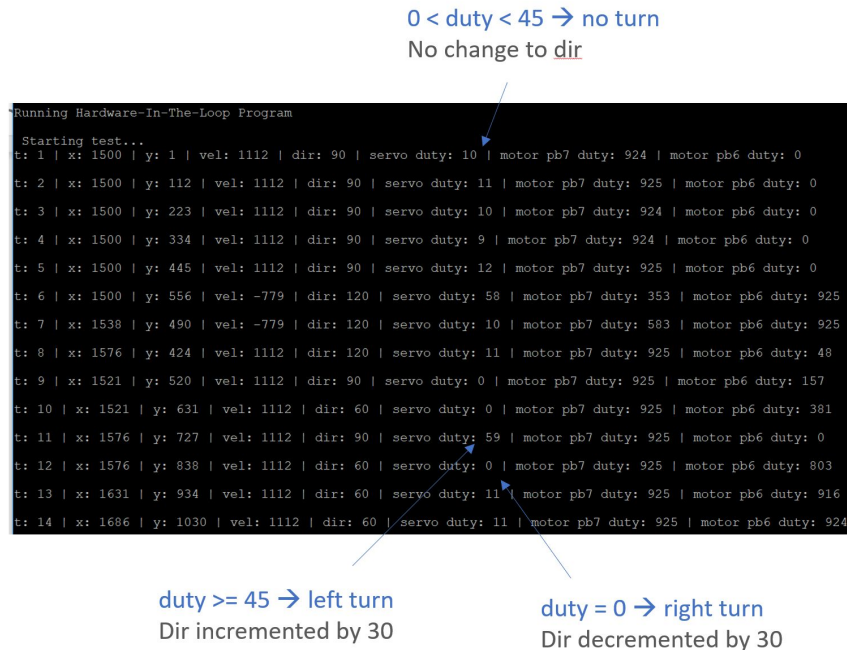 0 < duty < 45 → no turn
No change to dir
Running Hardware-In-The-Loop Program
Starting test...
t: 1 | x: 1500 | y: 1 | vel: 1112 | dir: 90 | servo duty: 10 | motor pb7 duty: 924 | motor pb6 duty: 0
t: 2 | x: 1500 | y: 112 | vel: 1112 | dir: 90 | servo duty: 11 | motor pb7 duty: 925 | motor pb6 duty: 0
t: 3 | x: 1500 | y: 223 | vel: 1112 | dir: 90 | servo duty: 10 | motor pb7 duty: 924 | motor pb6 duty: 0
t: 4 | x: 1500 | y: 334 | vel: 1112 | dir: 90 | servo duty: 9 | motor pb7 duty: 924 | motor pb6 duty: 0
t: 5 | x: 1500 | y: 445 | vel: 1112 | dir: 90 | servo duty: 12 | motor pb7 duty: 925 | motor pb6 duty: 0
t: 6 | x: 1500 | y: 556 | vel: -779 | dir: 120 | servo duty: 58 | motor pb7 duty: 353 | motor pb6 duty: 925
t: 7 | x: 1538 | y: 490 | vel: -779 | dir: 120 | servo duty: 10 | motor pb7 duty: 583 | motor pb6 duty: 925
t: 8 | x: 1576 | y: 424 | vel: 1112 | dir: 120 | servo duty: 11 | motor pb7 duty: 925 | motor pb6 duty: 48
t: 9 | x: 1521 | y: 520 | vel: 1112 | dir: 90 | servo duty: 0 | motor pb7 duty: 925 | motor pb6 duty: 157
t: 10 | x: 1521 | y: 631 | vel: 1112 | dir: 60 | servo duty: 0 | motor pb7 duty: 925 | motor pb6 duty: 381
t: 11 | x: 1576 | y: 727 | vel: 1112 | dir: 90 | servo duty: 59 | motor pb7 duty: 925 | motor pb6 duty: 0
t: 12 | x: 1576 | y: 838 | vel: 1112 | dir: 60 | servo duty: 0 | motor pb7 duty: 925 | motor pb6 duty: 803
t: 13 | x: 1631 | y: 934 | vel: 1112 | dir: 60 | servo duty: 11 | motor pb7 duty: 925 | motor pb6 duty: 916
t: 14 | x: 1686 | y: 1030 | vel: 1112 | dir: 60 | servo duty: 11 | motor pb7 duty: 925 | motor pb6 duty: 924
duty >= 45 → left turn
Dir incremented by 30
duty = 0 → right turn
Dir decremented by 30